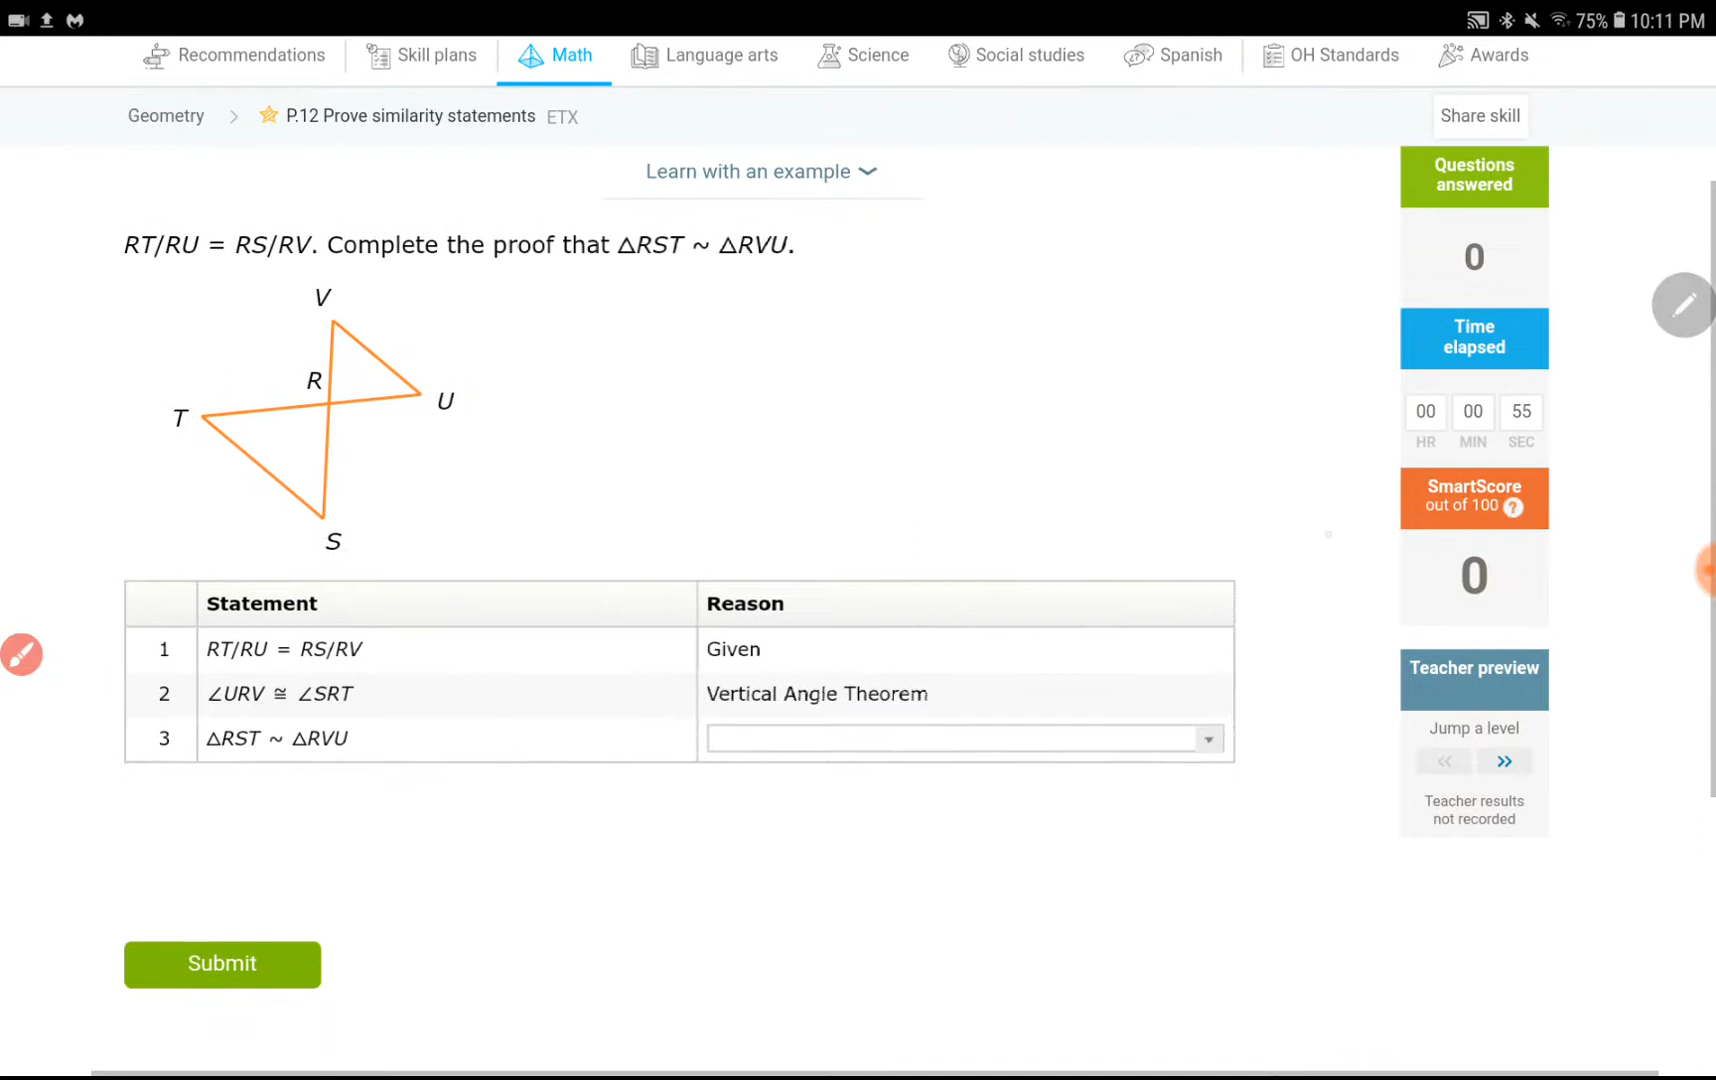 75% 10:11 PM
Recommendations Skill plans Math Language arts Science Social studies Spanish OH Standards Awards
Geometry > P.12 Prove similarity statements ETX
Share skill
Learn with an example
RT/RU = RS/RV. Complete the proof that △RST ~ △RVU.
V
R
U
T
S
Statement Reason
1 RT/RU = RS/RV Given
2 ∠URV ≅ ∠SRT Vertical Angle Theorem
3 △RST ~ △RVU
Submit
Questions
answered
0
Time
elapsed
00 00 55
HR MIN SEC
SmartScore
out of 100 ?
0
Teacher preview
Jump a level
Teacher results
not recorded